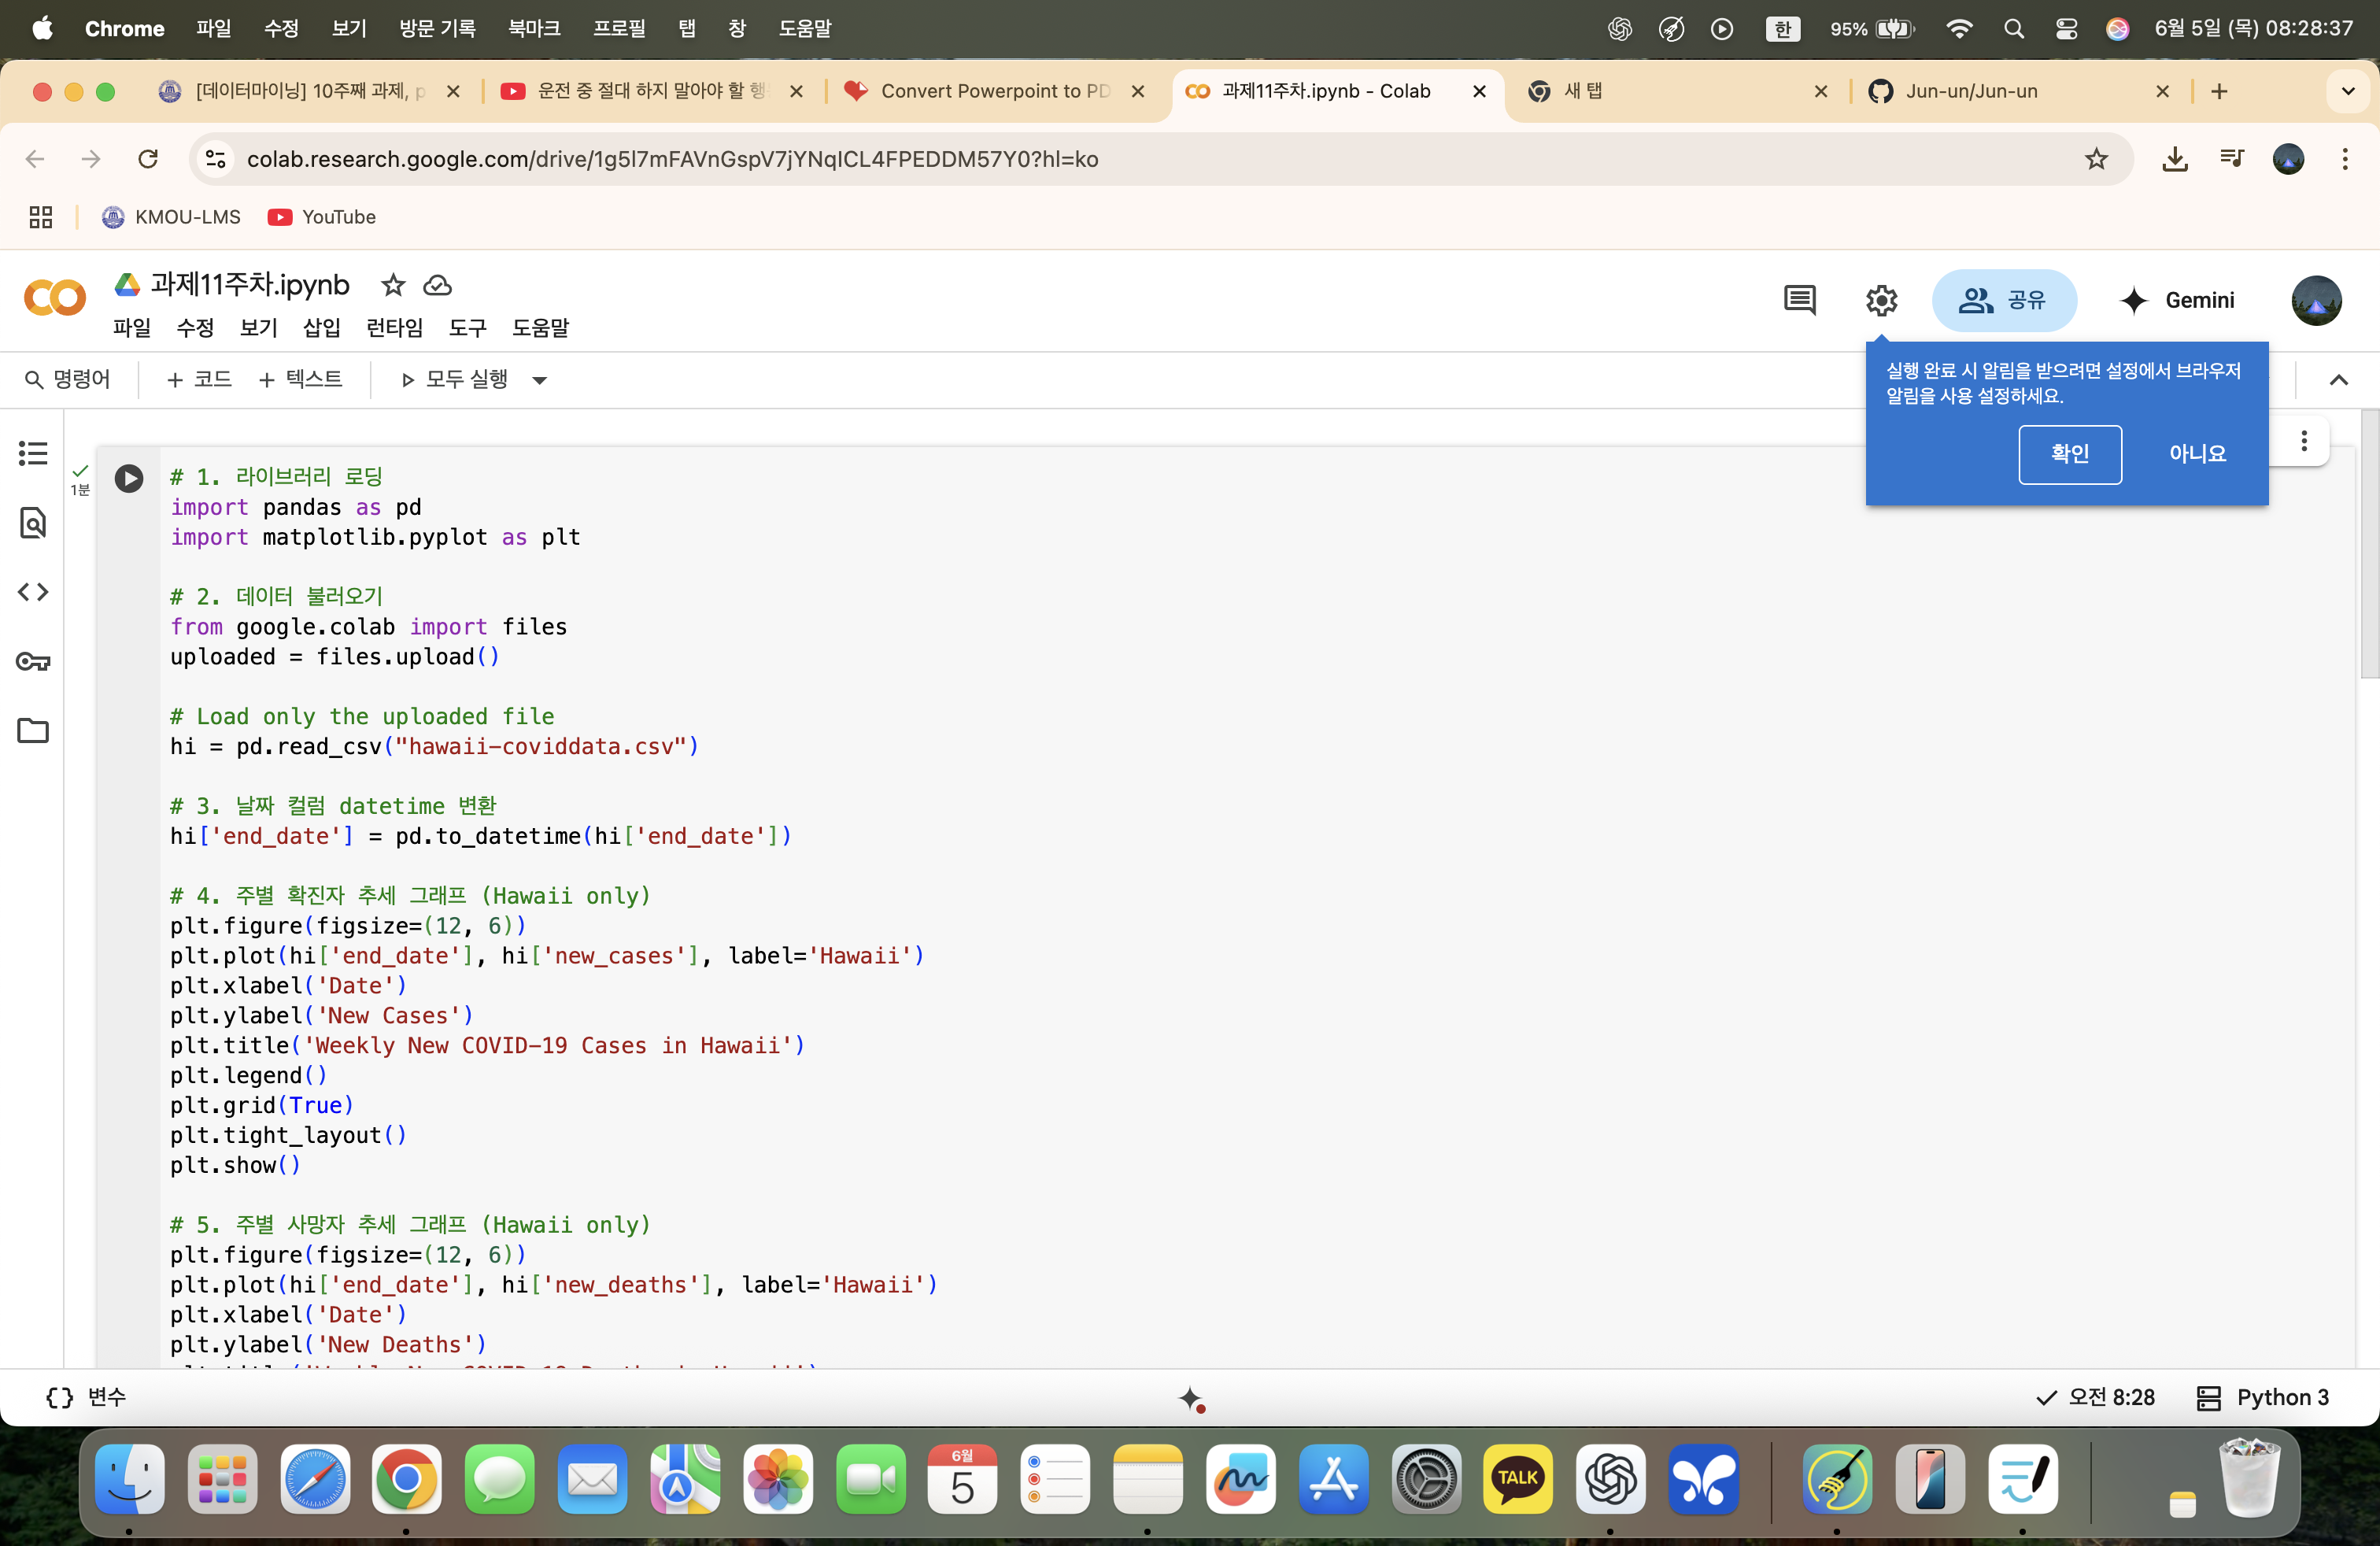 Chrome 파일 수정 보기 방문 기록 북마크 프로필 탭 창 도움말 한 95% 6월 5일 (목) 08:28:37
[데이터마이닝] 10주째 과제, 운전 중 절대 하지 말아야 할 행 Convert Powerpoint to PD 과제11주차.ipynb - Colab 새 탭 Jun-un/Jun-un
colab.research.google.com/drive/1g5l7mFAVnGspV7jYNqICL4FPEDDM57Y0?hl=ko
KMOU-LMS YouTube
과제11주차.ipynb
파일 수정 보기 삽입 런타임 도구 도움말
공유 Gemini
명령어 + 코드 + 텍스트 모두 실행
실행 완료 시 알림을 받으려면 설정에서 브라우저
알림을 사용 설정하세요.
확인 아니요
1분
# 1. 라이브러리 로딩
import pandas as pd
import matplotlib.pyplot as plt
# 2. 데이터 불러오기
from google.colab import files
uploaded = files.upload()
# Load only the uploaded file
hi = pd.read_csv("hawaii-coviddata.csv")
# 3. 날짜 컬럼 datetime 변환
hi['end_date'] = pd.to_datetime(hi['end_date'])
# 4. 주별 확진자 추세 그래프 (Hawaii only)
plt.figure(figsize=(12, 6))
plt.plot(hi['end_date'], hi['new_cases'], label='Hawaii')
plt.xlabel('Date')
plt.ylabel('New Cases')
plt.title('Weekly New COVID-19 Cases in Hawaii')
plt.legend()
plt.grid(True)
plt.tight_layout()
plt.show()
# 5. 주별 사망자 추세 그래프 (Hawaii only)
plt.figure(figsize=(12, 6))
plt.plot(hi['end_date'], hi['new_deaths'], label='Hawaii')
plt.xlabel('Date')
plt.ylabel('New Deaths')
{} 변수 오전 8:28 Python 3
6월
5
TALK